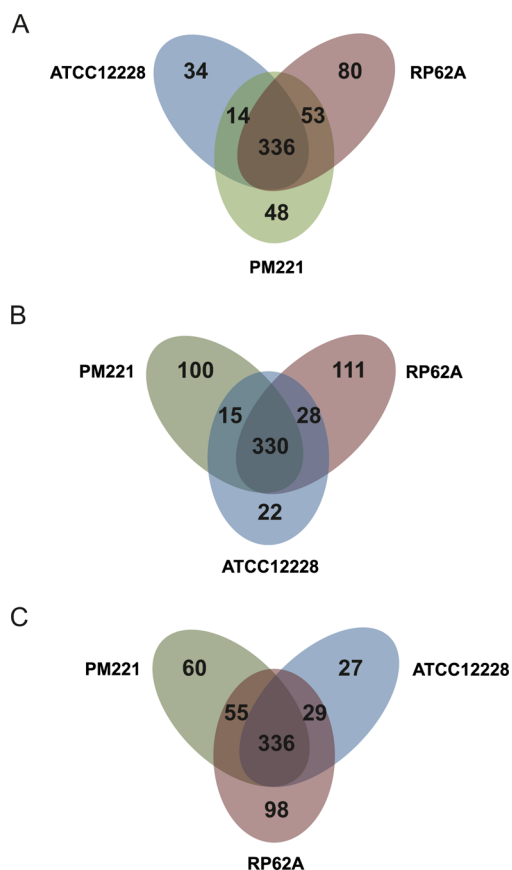 A
34 80
ATCC12228 RP62A
14 53
336
48
PM221
B
100 111
PM221 RP62A
15 28
330
22
ATCC12228
C
60 27
PM221 ATCC12228
55 29
336
98
RP62A